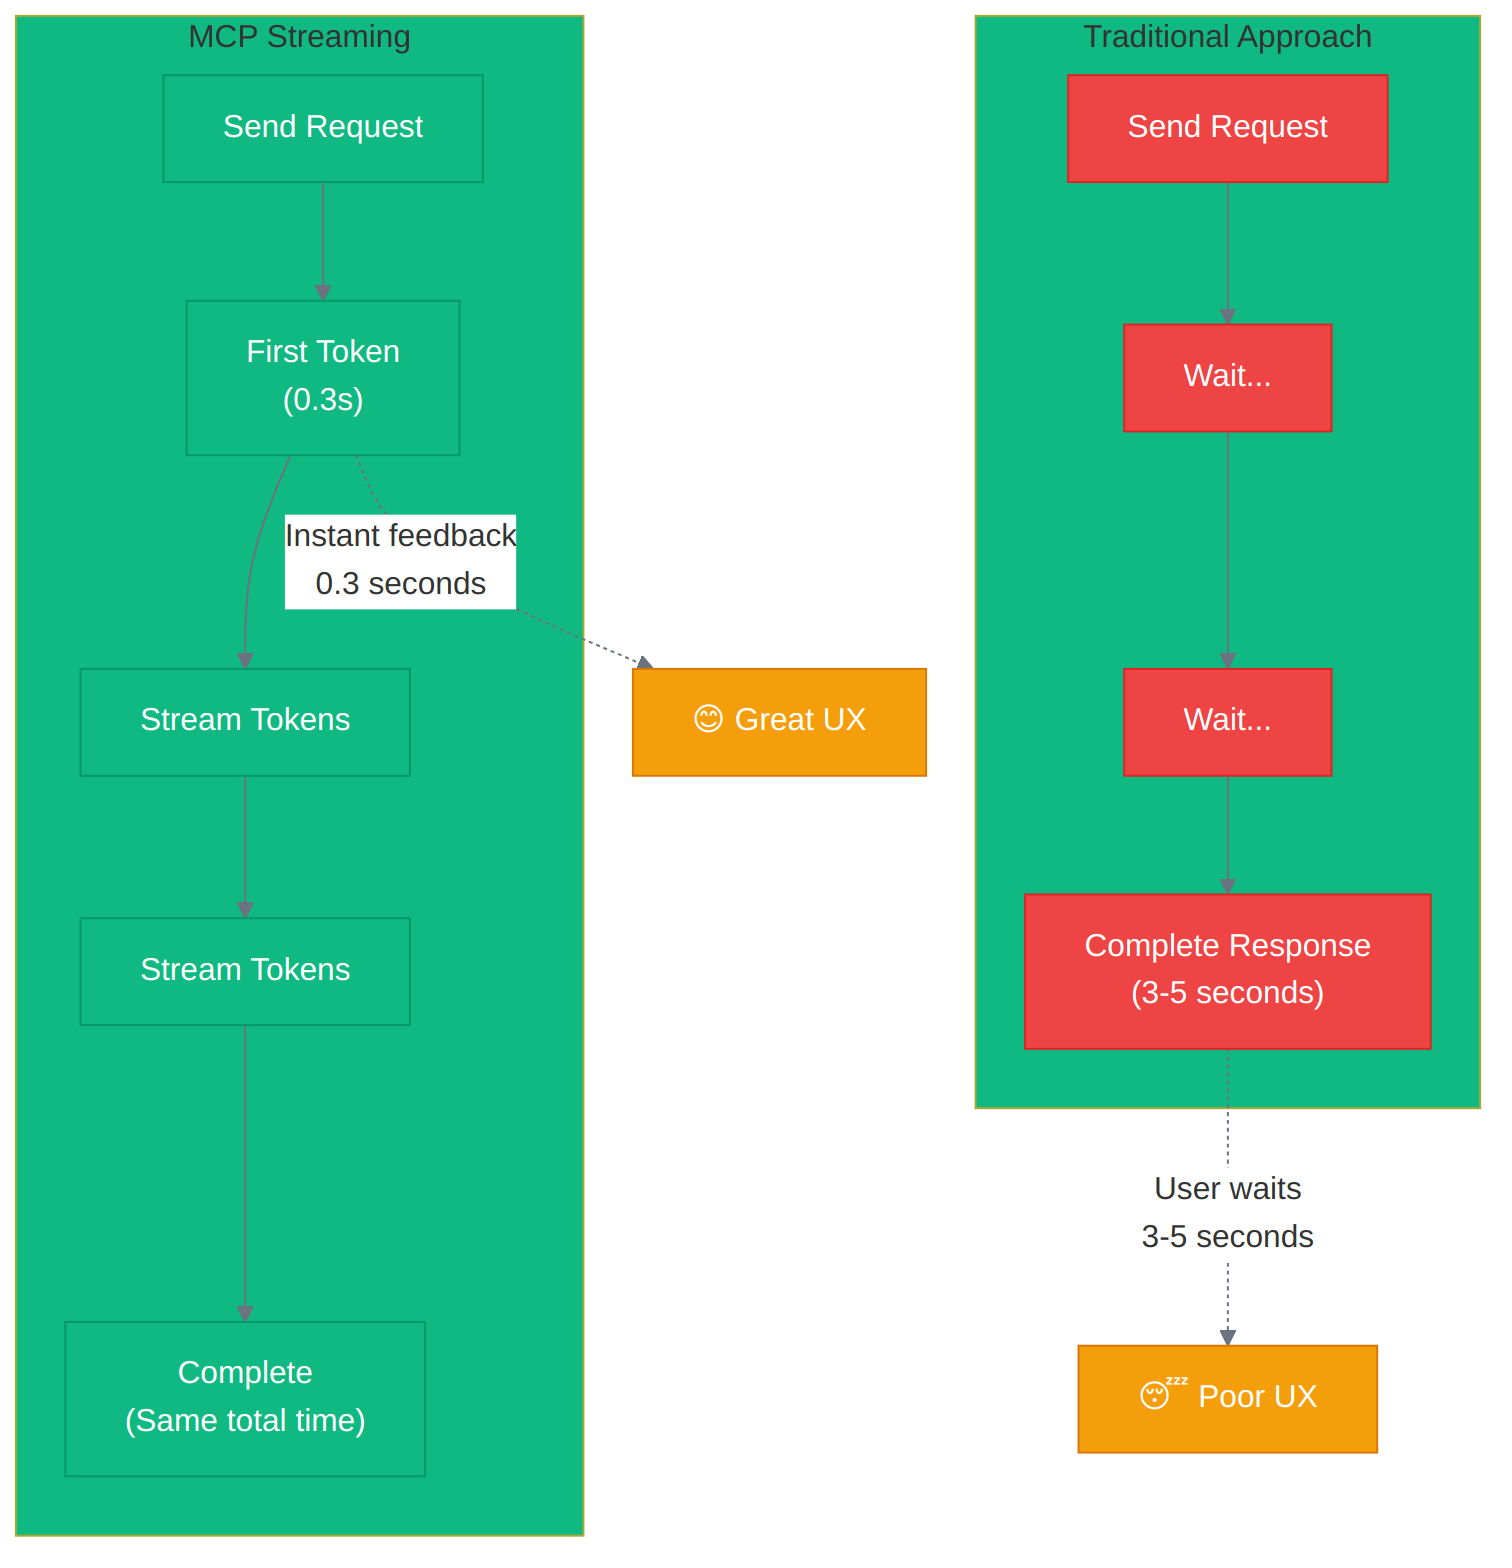 MCP Streaming
Send Request
First Token
(0.3s)
Instant feedback
0.3 seconds
Stream Tokens
😊 Great UX
Stream Tokens
Complete
(Same total time)
Traditional Approach
Send Request
Wait...
Wait...
Complete Response
(3-5 seconds)
User waits
3-5 seconds
😴 Poor UX